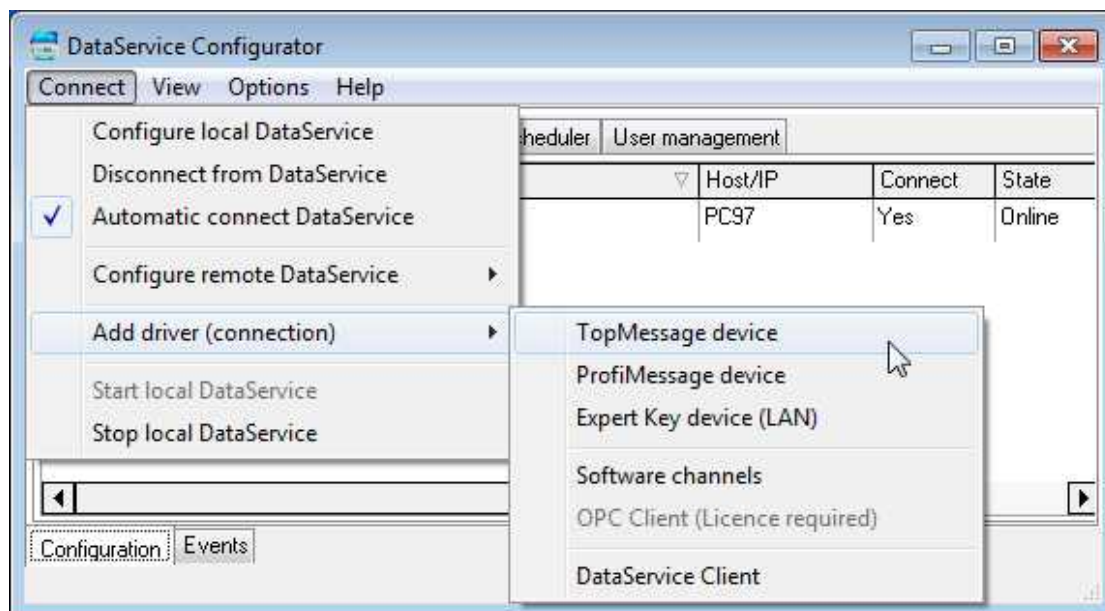 DataService Configurator
Connect View Options Help
Configure local DataService
heduler User management
Disconnect from DataService
Host/IP Connect State
Automatic connect DataService
PC97 Yes Online
Configure remote DataService
Add driver (connection)
TopMessage device
ProfiMessage device
Start local DataService
Expert Key device (LAN)
Stop local DataService
Software channels
OPC Client (Licence required)
Configuration Events
DataService Client